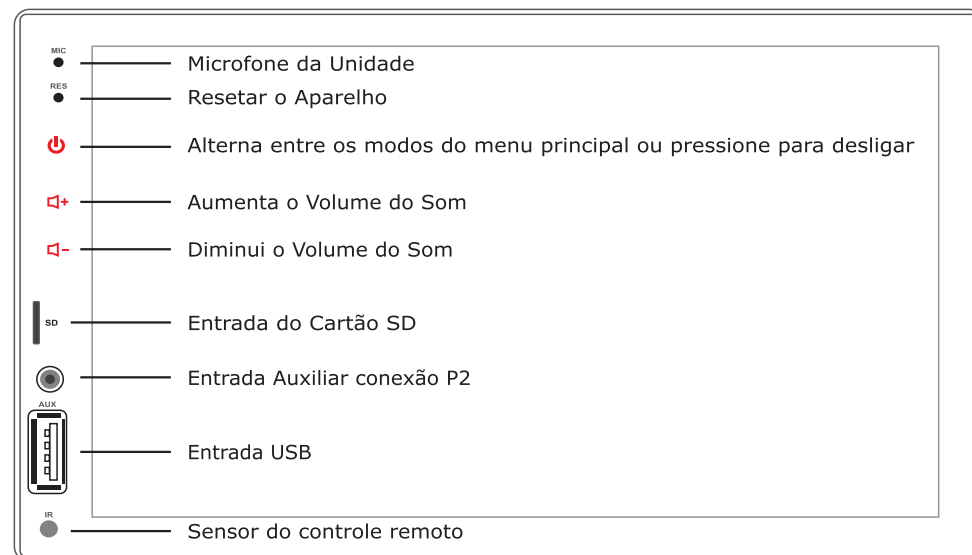 MIC
Microfone da Unidade
RES
Resetar o Aparelho
Alterna entre os modos do menu principal ou pressione para desligar
Aumenta o Volume do Som
Diminui o Volume do Som
SD
Entrada do Cartão SD
Entrada Auxiliar conexão P2
AUX
Entrada USB
IR
Sensor do controle remoto